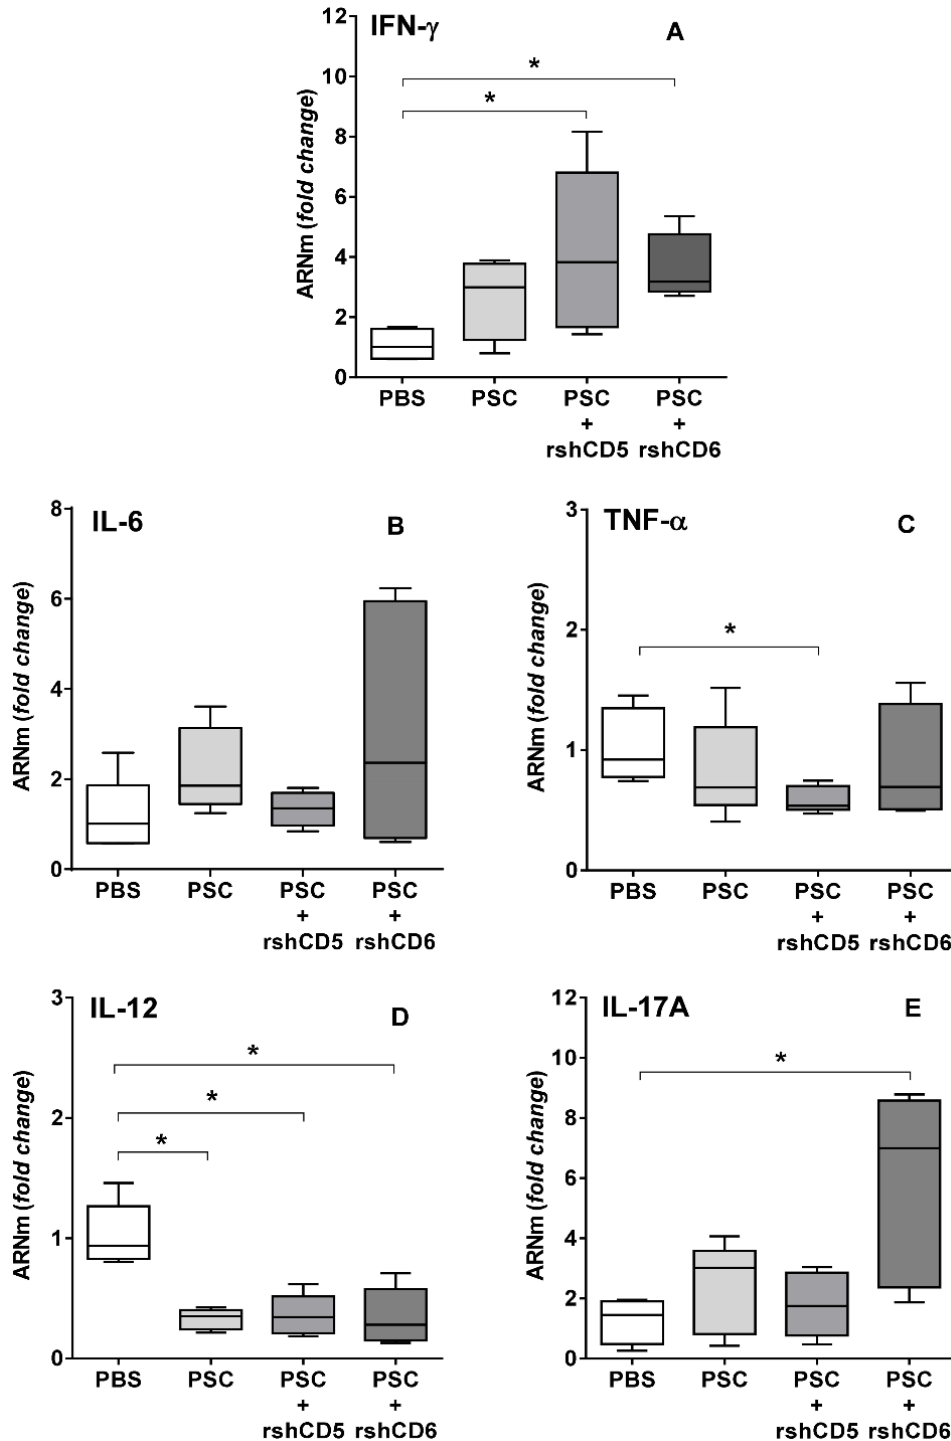 IFN-γ
A
12
10
8
6
4
2
0
ARNm (fold change)
*
*
PBS
PSC
PSC
+
rshCD5
PSC
+
rshCD6
IL-6
B
8
6
4
2
0
ARNm (fold change)
PBS
PSC
PSC
+
rshCD5
PSC
+
rshCD6
TNF-α
C
3
2
1
0
ARNm (fold change)
*
PBS
PSC
PSC
+
rshCD5
PSC
+
rshCD6
IL-12
D
3
2
1
0
ARNm (fold change)
*
*
*
PBS
PSC
PSC
+
rshCD5
PSC
+
rshCD6
IL-17A
E
12
10
8
6
4
2
0
ARNm (fold change)
*
PBS
PSC
PSC
+
rshCD5
PSC
+
rshCD6